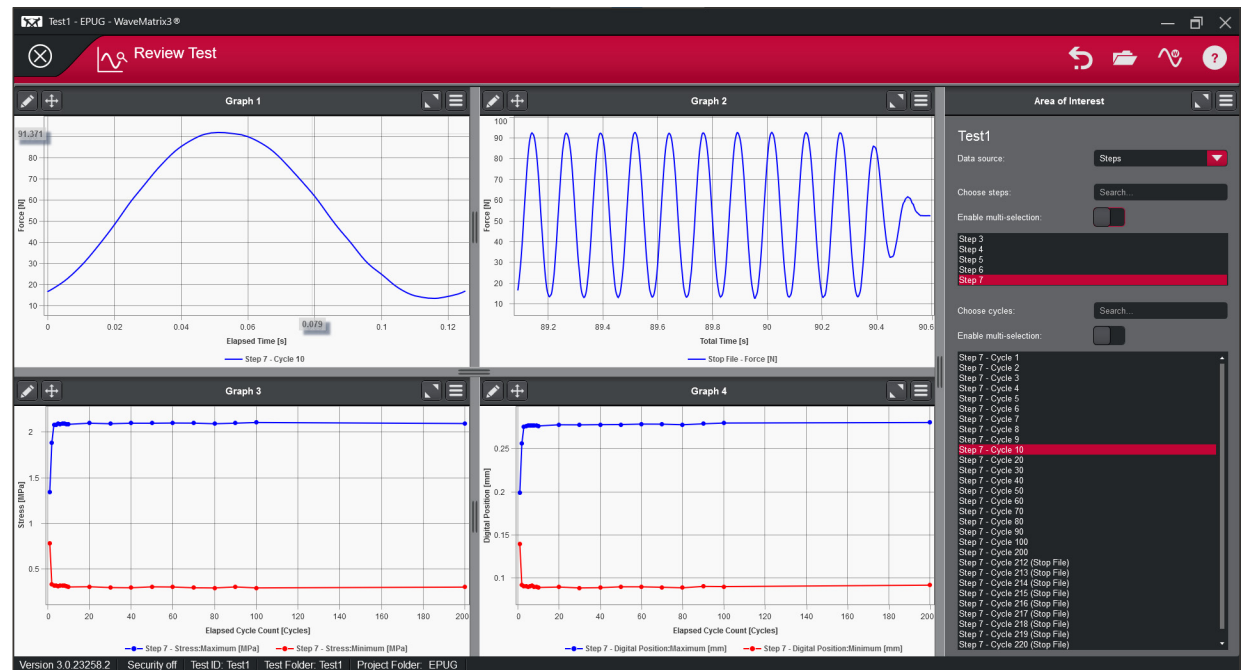 Test1 - EPUG - WaveMatrix3®
Review Test
?
Graph 1
91.371
80
70
60
50
40
30
20
10
Force [N]
0
0.02
0.04
0.06
0.079
0.1
0.12
Elapsed Time [s]
Step 7 - Cycle 10
Graph 2
100
90
80
70
60
50
40
30
20
10
Force [N]
89.2
89.4
89.6
89.8
90
90.2
90.4
90.6
Total Time [s]
Stop File - Force [N]
Graph 3
2
1.5
1
0.5
Stress [MPa]
0
20
40
60
80
100
120
140
160
180
200
Elapsed Cycle Count [Cycles]
Step 7 - Stress:Maximum [MPa]
Step 7 - Stress:Minimum [MPa]
Graph 4
0.25
0.2
0.15
0.1
Digital Position [mm]
0
20
40
60
80
100
120
140
160
180
200
Elapsed Cycle Count [Cycles]
Step 7 - Digital Position:Maximum [mm]
Step 7 - Digital Position:Minimum [mm]
Area of Interest
Test1
Data source:
Steps
Choose steps:
Search...
Enable multi-selection:
Step 3
Step 4
Step 5
Step 6
Step 7
Choose cycles:
Search...
Enable multi-selection:
Step 7 - Cycle 1
Step 7 - Cycle 2
Step 7 - Cycle 3
Step 7 - Cycle 4
Step 7 - Cycle 5
Step 7 - Cycle 6
Step 7 - Cycle 7
Step 7 - Cycle 8
Step 7 - Cycle 9
Step 7 - Cycle 10
Step 7 - Cycle 20
Step 7 - Cycle 30
Step 7 - Cycle 40
Step 7 - Cycle 50
Step 7 - Cycle 60
Step 7 - Cycle 70
Step 7 - Cycle 80
Step 7 - Cycle 90
Step 7 - Cycle 100
Step 7 - Cycle 200
Step 7 - Cycle 212 (Stop File)
Step 7 - Cycle 213 (Stop File)
Step 7 - Cycle 214 (Stop File)
Step 7 - Cycle 215 (Stop File)
Step 7 - Cycle 216 (Stop File)
Step 7 - Cycle 217 (Stop File)
Step 7 - Cycle 218 (Stop File)
Step 7 - Cycle 219 (Stop File)
Step 7 - Cycle 220 (Stop File)
Version 3.0.23258.2 Security off Test ID: Test1 Test Folder: Test1 Project Folder: EPUG